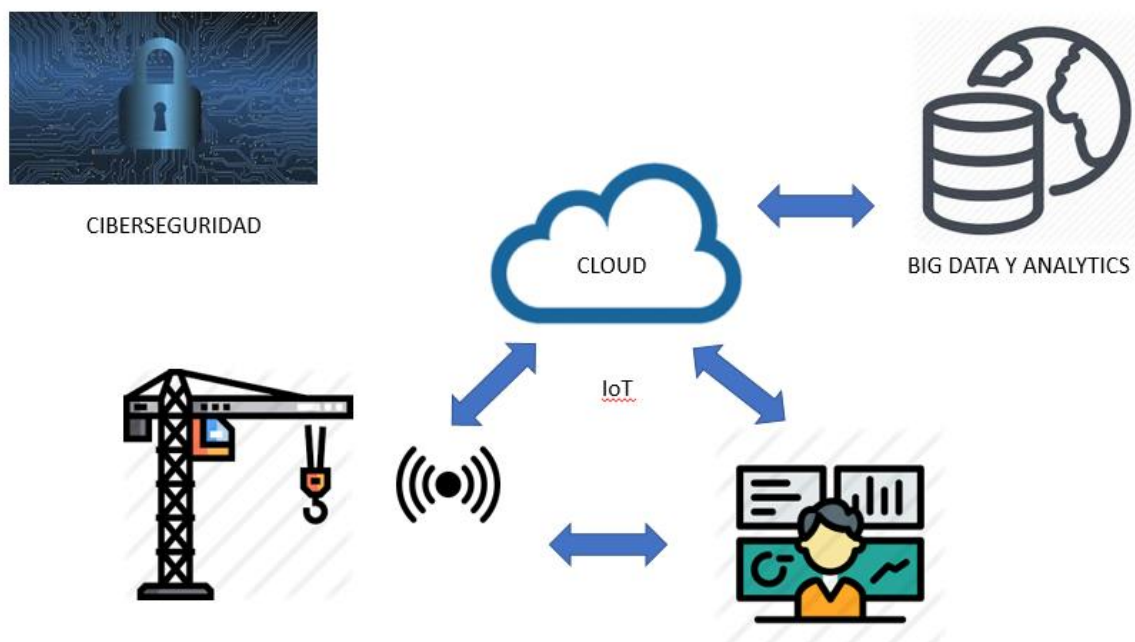 CIBERSEGURIDAD
CLOUD
BIG DATA Y ANALYTICS
IoT